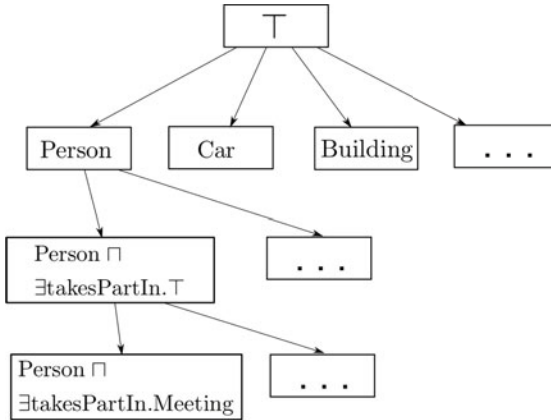 ⊤
Person
Car
Building
...
Person ⊓
∃takesPartIn.⊤
...
Person ⊓
∃takesPartIn.Meeting
...